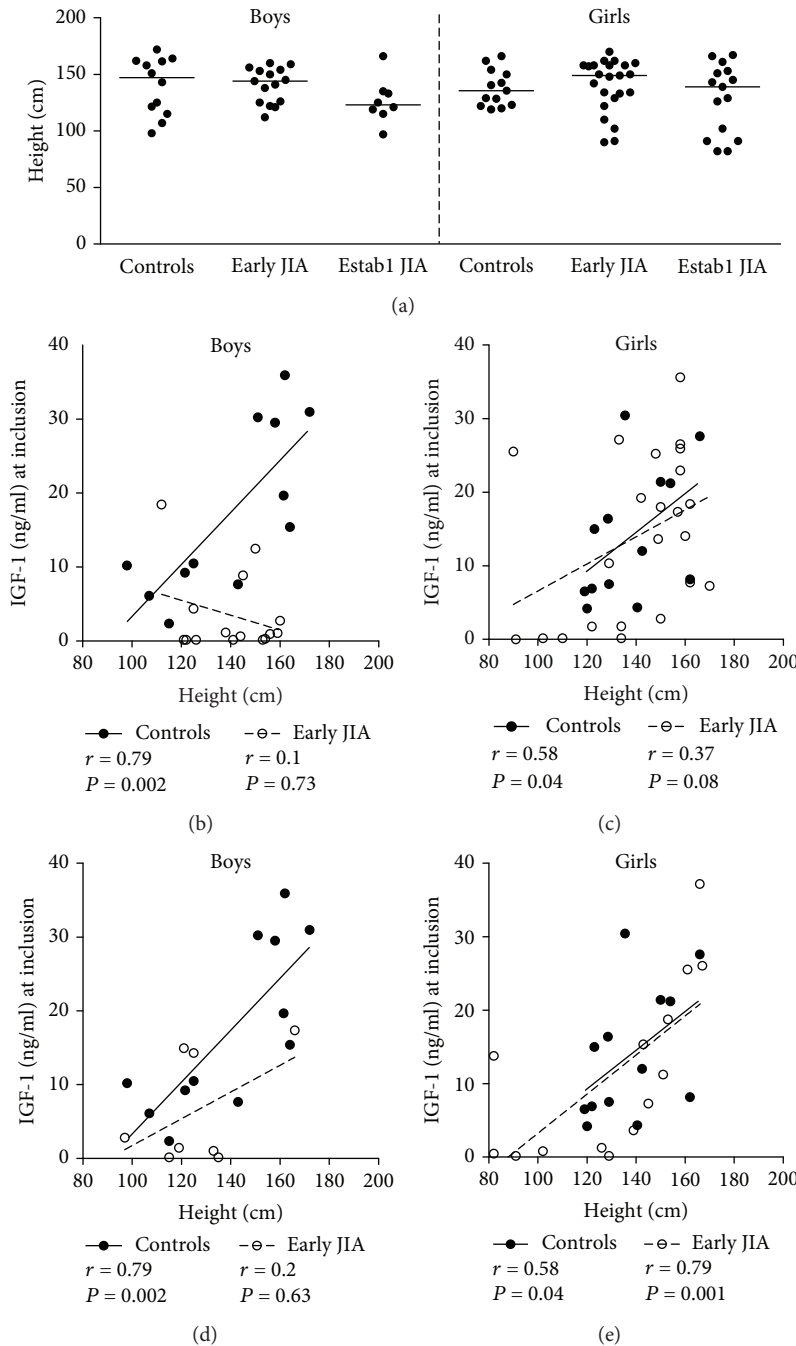 Boys Girls
200
150
100
50
0
Height (cm)
Controls Early JIA Estab1 JIA Controls Early JIA Estab1 JIA
(a)
Boys
40
30
20
10
0
IGF-1 (ng/ml) at inclusion
80 100 120 140 160 180 200
Height (cm)
Controls Early JIA
r = 0.79 r = 0.1
P = 0.002 P = 0.73
(b)
Girls
40
30
20
10
0
IGF-1 (ng/ml) at inclusion
80 100 120 140 160 180 200
Height (cm)
Controls Early JIA
r = 0.58 r = 0.37
P = 0.04 P = 0.08
(c)
Boys
40
30
20
10
0
IGF-1 (ng/ml) at inclusion
80 100 120 140 160 180 200
Height (cm)
Controls Early JIA
r = 0.79 r = 0.2
P = 0.002 P = 0.63
(d)
Girls
40
30
20
10
0
IGF-1 (ng/ml) at inclusion
80 100 120 140 160 180 200
Height (cm)
Controls Early JIA
r = 0.58 r = 0.79
P = 0.04 P = 0.001
(e)